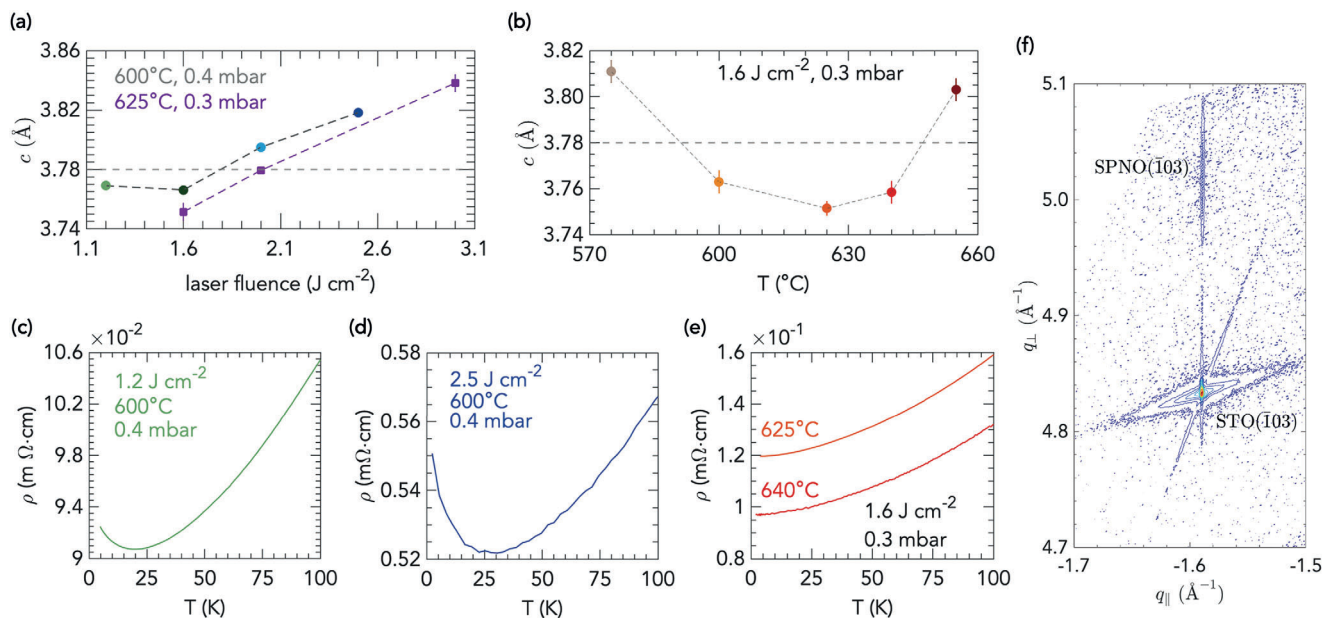 (a)
3.86
3.82
3.78
3.74
c (Å)
600°C, 0.4 mbar
625°C, 0.3 mbar
1.1 1.6 2.1 2.6 3.1
laser fluence (J cm⁻²)
(b)
3.82
3.80
3.78
3.76
3.74
c (Å)
1.6 J cm⁻², 0.3 mbar
570 600 630 660
T (°C)
(c)
×10⁻²
10.6
10.2
9.8
9.4
9
ρ (m Ω·cm)
1.2 J cm⁻²
600°C
0.4 mbar
0 25 50 75 100
T (K)
(d)
0.58
0.56
0.54
0.52
ρ (mΩ·cm)
2.5 J cm⁻²
600°C
0.4 mbar
0 25 50 75 100
T (K)
(e)
×10⁻¹
1.6
1.4
1.2
1
0.8
ρ (mΩ·cm)
625°C
640°C
1.6 J cm⁻²
0.3 mbar
0 25 50 75 100
T (K)
(f)
5.1
5.0
4.9
4.8
4.7
q⊥ (Å⁻¹)
SPNO(1̄03)
STO(1̄03)
-1.7 -1.6 -1.5
q∥ (Å⁻¹)